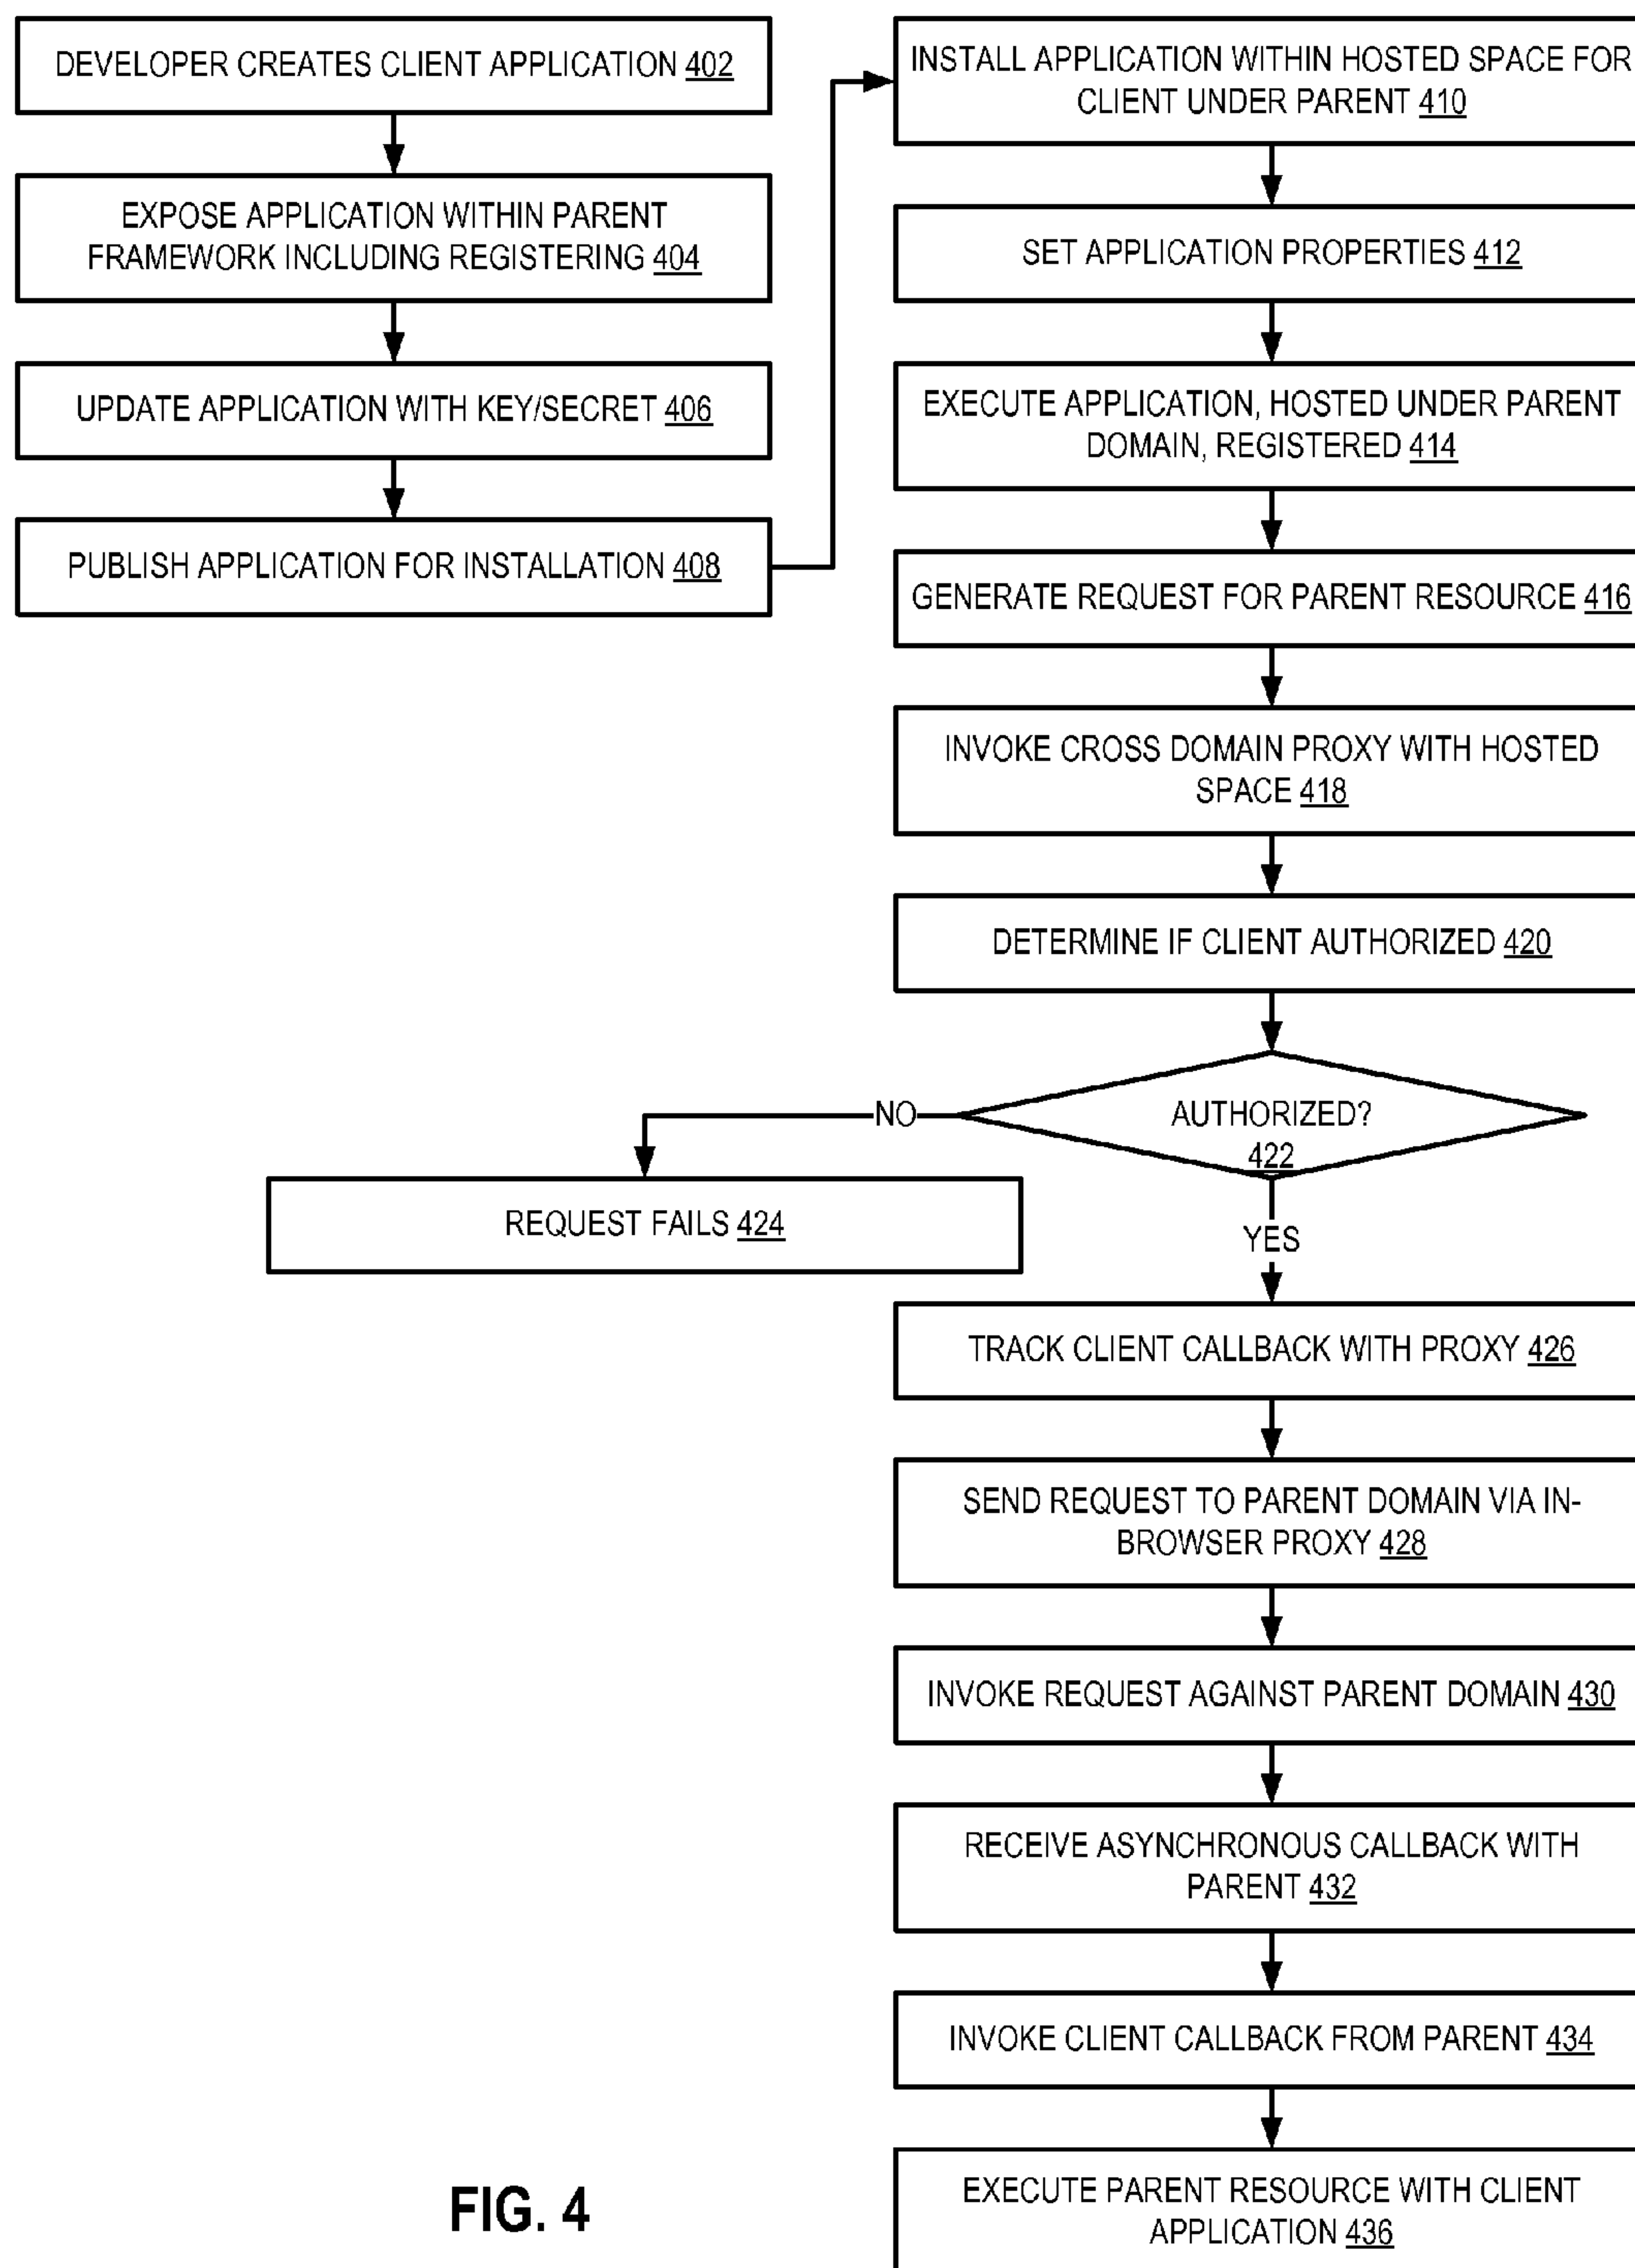 DEVELOPER CREATES CLIENT APPLICATION 402
EXPOSE APPLICATION WITHIN PARENT
FRAMEWORK INCLUDING REGISTERING 404
UPDATE APPLICATION WITH KEY/SECRET 406
PUBLISH APPLICATION FOR INSTALLATION 408
INSTALL APPLICATION WITHIN HOSTED SPACE FOR
CLIENT UNDER PARENT 410
SET APPLICATION PROPERTIES 412
EXECUTE APPLICATION, HOSTED UNDER PARENT
DOMAIN, REGISTERED 414
GENERATE REQUEST FOR PARENT RESOURCE 416
INVOKE CROSS DOMAIN PROXY WITH HOSTED
SPACE 418
DETERMINE IF CLIENT AUTHORIZED 420
AUTHORIZED?
422
NO
REQUEST FAILS 424
YES
TRACK CLIENT CALLBACK WITH PROXY 426
SEND REQUEST TO PARENT DOMAIN VIA IN-
BROWSER PROXY 428
INVOKE REQUEST AGAINST PARENT DOMAIN 430
RECEIVE ASYNCHRONOUS CALLBACK WITH
PARENT 432
INVOKE CLIENT CALLBACK FROM PARENT 434
EXECUTE PARENT RESOURCE WITH CLIENT
APPLICATION 436
FIG. 4